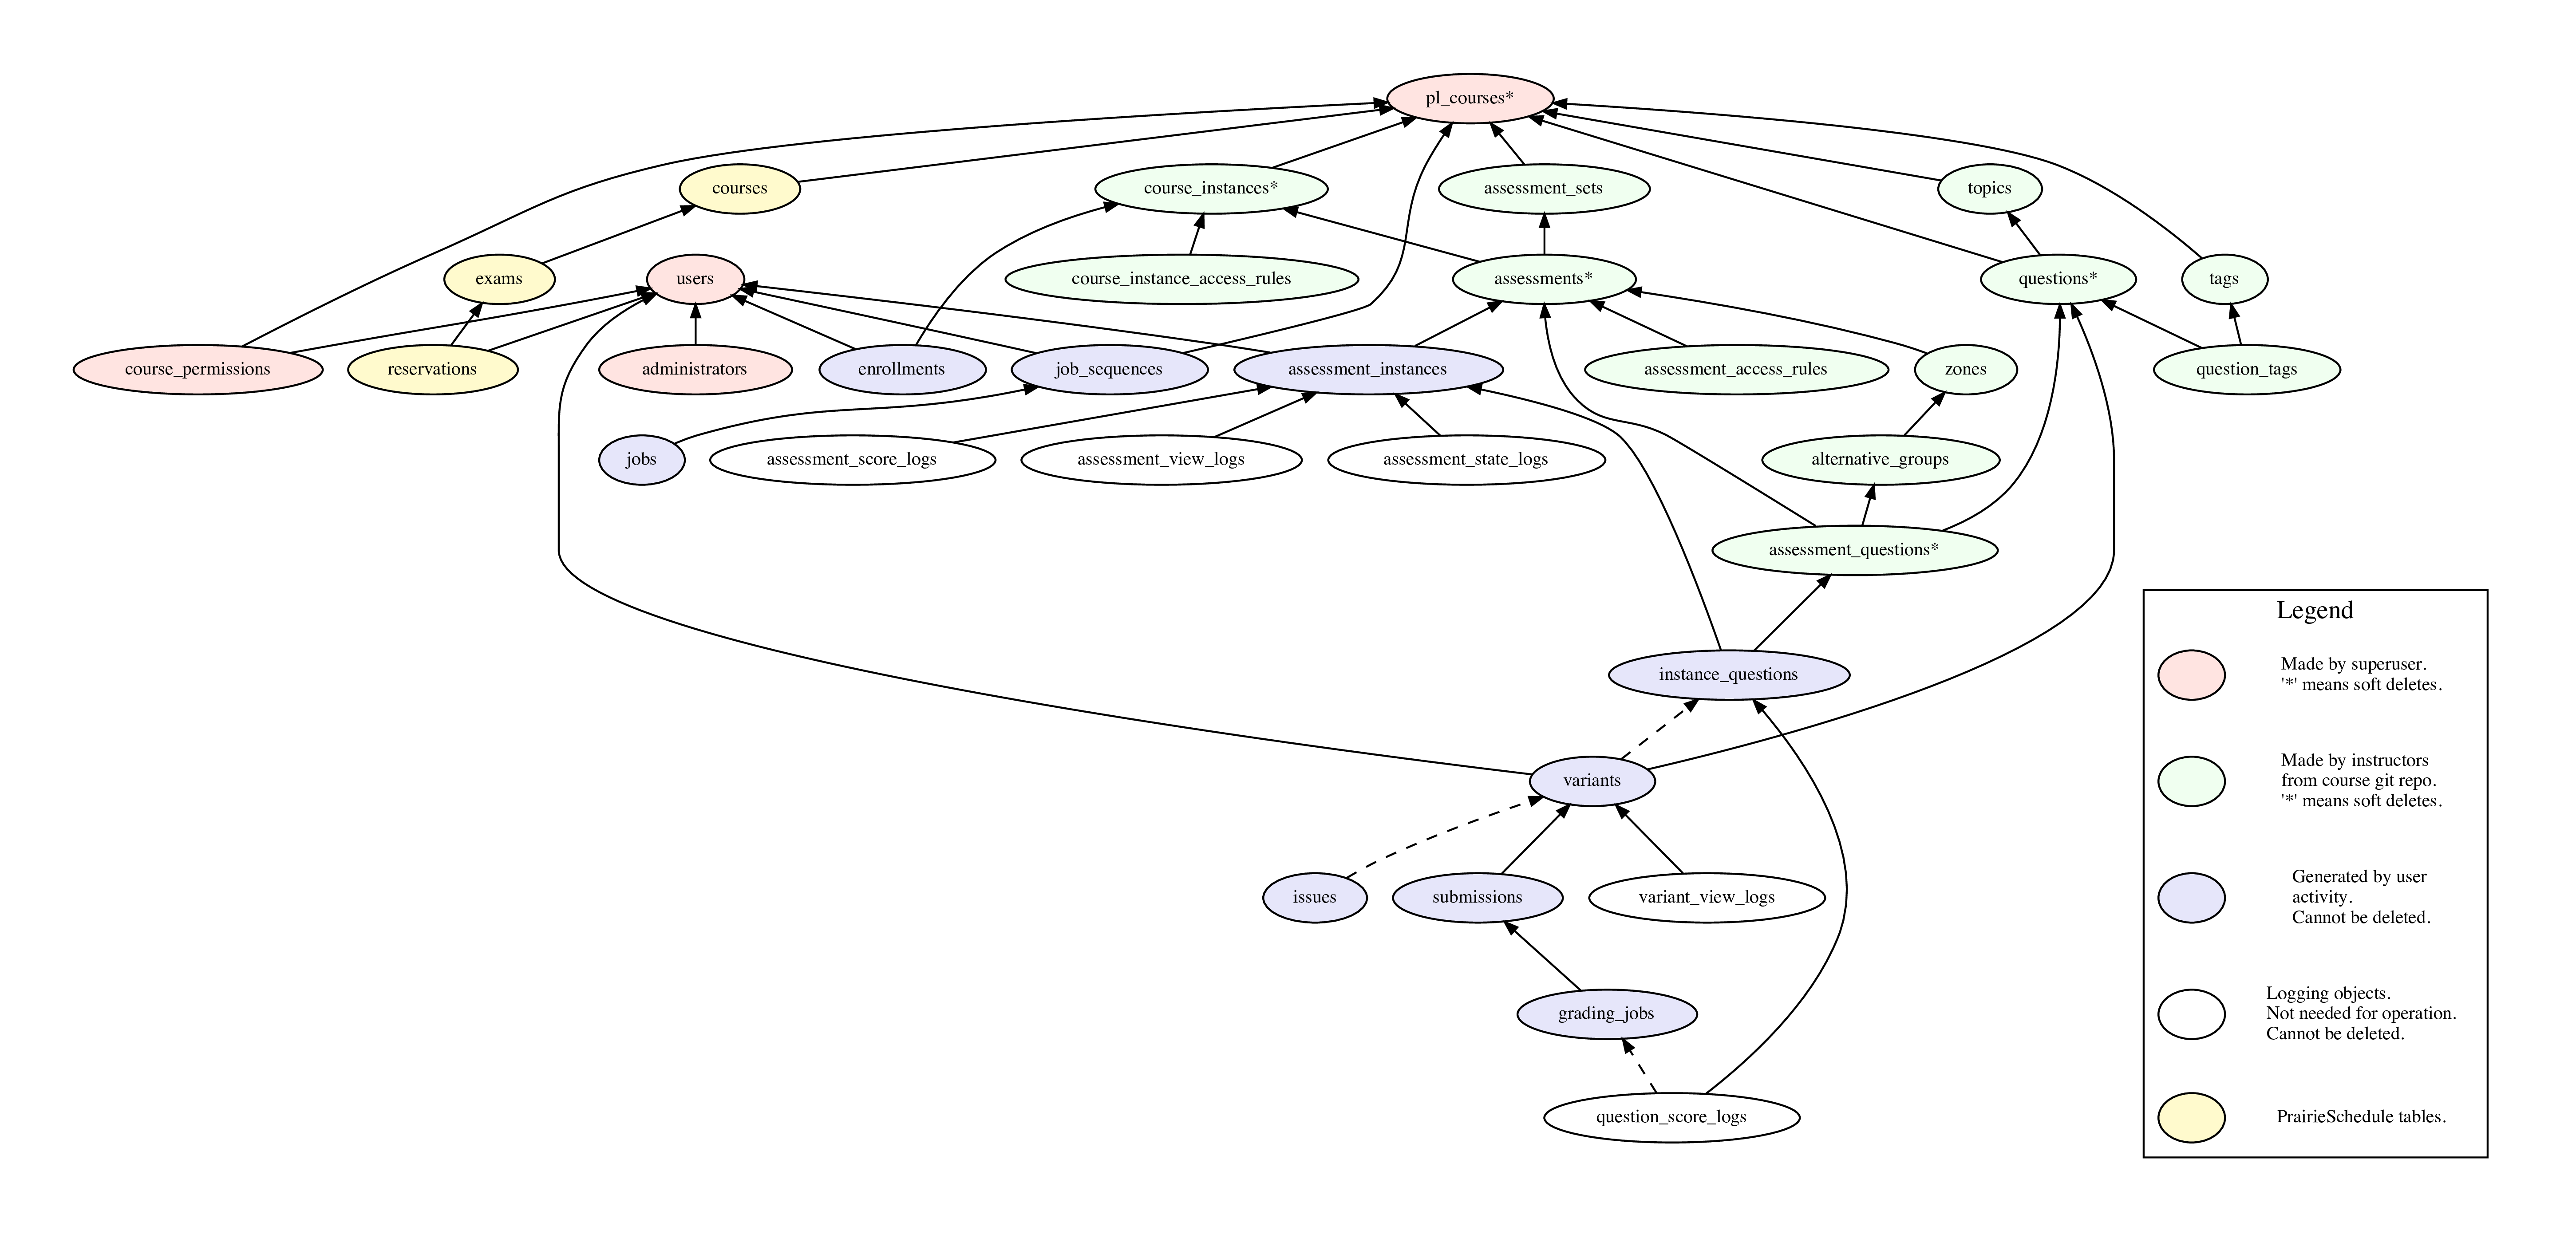 pl_courses*
courses
course_instances*
assessment_sets
topics
exams
users
course_instance_access_rules
assessments*
questions*
tags
course_permissions
reservations
administrators
enrollments
job_sequences
assessment_instances
assessment_access_rules
zones
question_tags
jobs
assessment_score_logs
assessment_view_logs
assessment_state_logs
alternative_groups
assessment_questions*
instance_questions
variants
issues
submissions
variant_view_logs
grading_jobs
question_score_logs
Legend
Made by superuser.
'*' means soft deletes.
Made by instructors
from course git repo.
'*' means soft deletes.
Generated by user
activity.
Cannot be deleted.
Logging objects.
Not needed for operation.
Cannot be deleted.
PrairieSchedule tables.